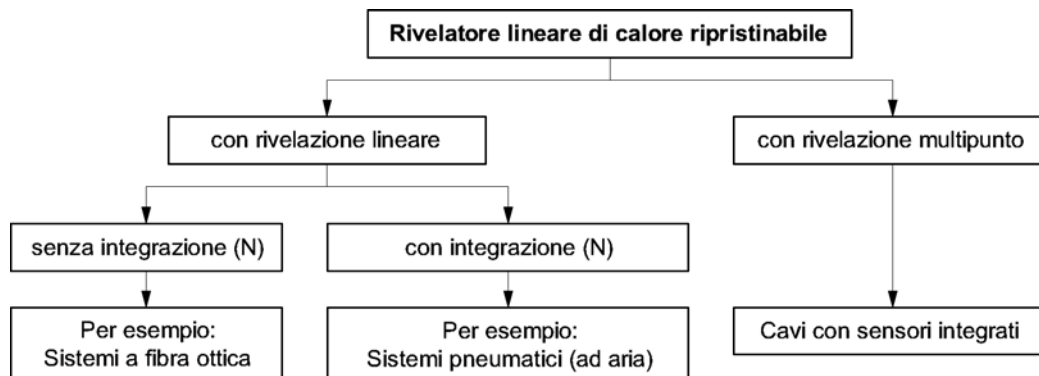 Rivelatore lineare di calore ripristinabile
con rivelazione lineare
con rivelazione multipunto
senza integrazione (N)
con integrazione (N)
Per esempio:
Sistemi a fibra ottica
Per esempio:
Sistemi pneumatici (ad aria)
Cavi con sensori integrati